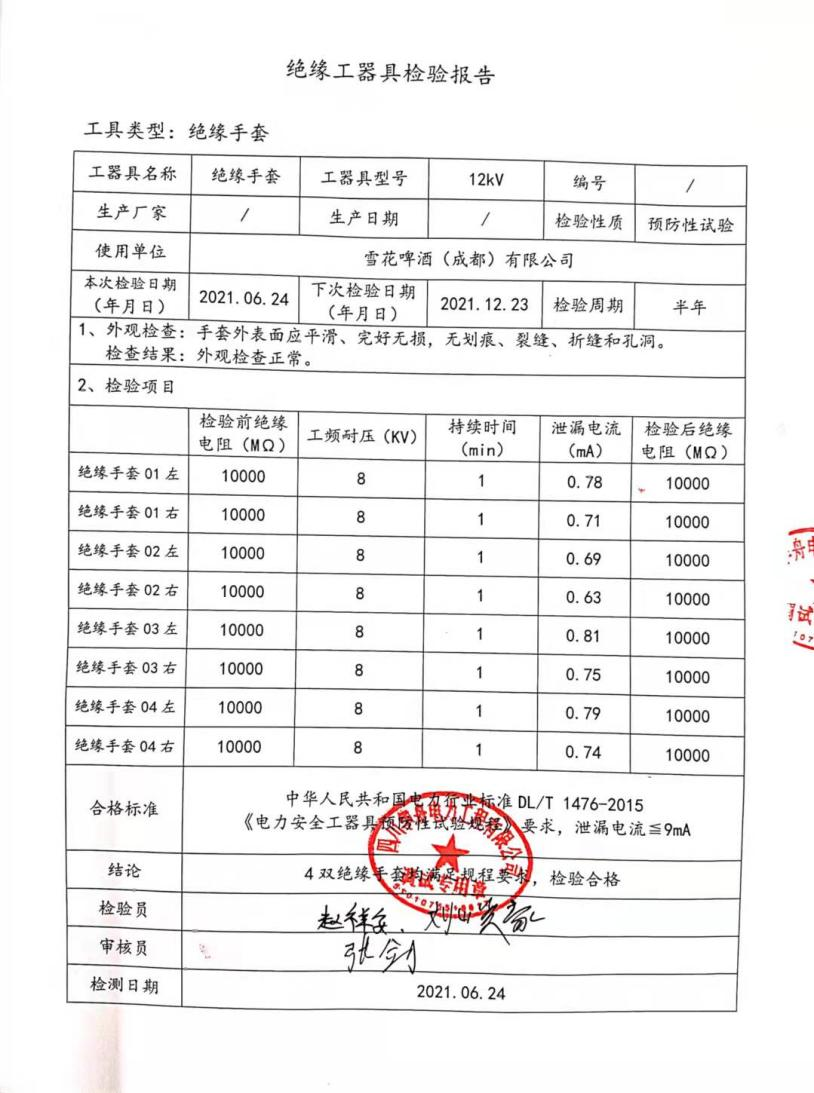 绝缘工器具检验报告
工具类型：绝缘手套
工器具名称 绝缘手套 工器具型号 12kV 编号 /
生产厂家 / 生产日期 / 检验性质 预防性试验
使用单位 雪花啤酒（成都）有限公司
本次检验日期（年月日） 2021.06.24 下次检验日期（年月日） 2021.12.23 检验周期 半年
1、外观检查：手套外表面应平滑、完好无损，无划痕、裂缝、折缝和孔洞。
检查结果：外观检查正常。
2、检验项目
检验前绝缘电阻（MΩ） 工频耐压（KV） 持续时间（min） 泄漏电流（mA） 检验后绝缘电阻（MΩ）
绝缘手套01左 10000 8 1 0.78 10000
绝缘手套01右 10000 8 1 0.71 10000
绝缘手套02左 10000 8 1 0.69 10000
绝缘手套02右 10000 8 1 0.63 10000
绝缘手套03左 10000 8 1 0.81 10000
绝缘手套03右 10000 8 1 0.75 10000
绝缘手套04左 10000 8 1 0.79 10000
绝缘手套04右 10000 8 1 0.74 10000
合格标准 中华人民共和国电力行业标准DL/T 1476-2015
《电力安全工器具预防性试验规程》要求，泄漏电流≦9mA
结论 4双绝缘手套均满足规程要求，检验合格
检验员 赵祥安、刘
审核员 张剑
检测日期 2021.06.24
测试专用章